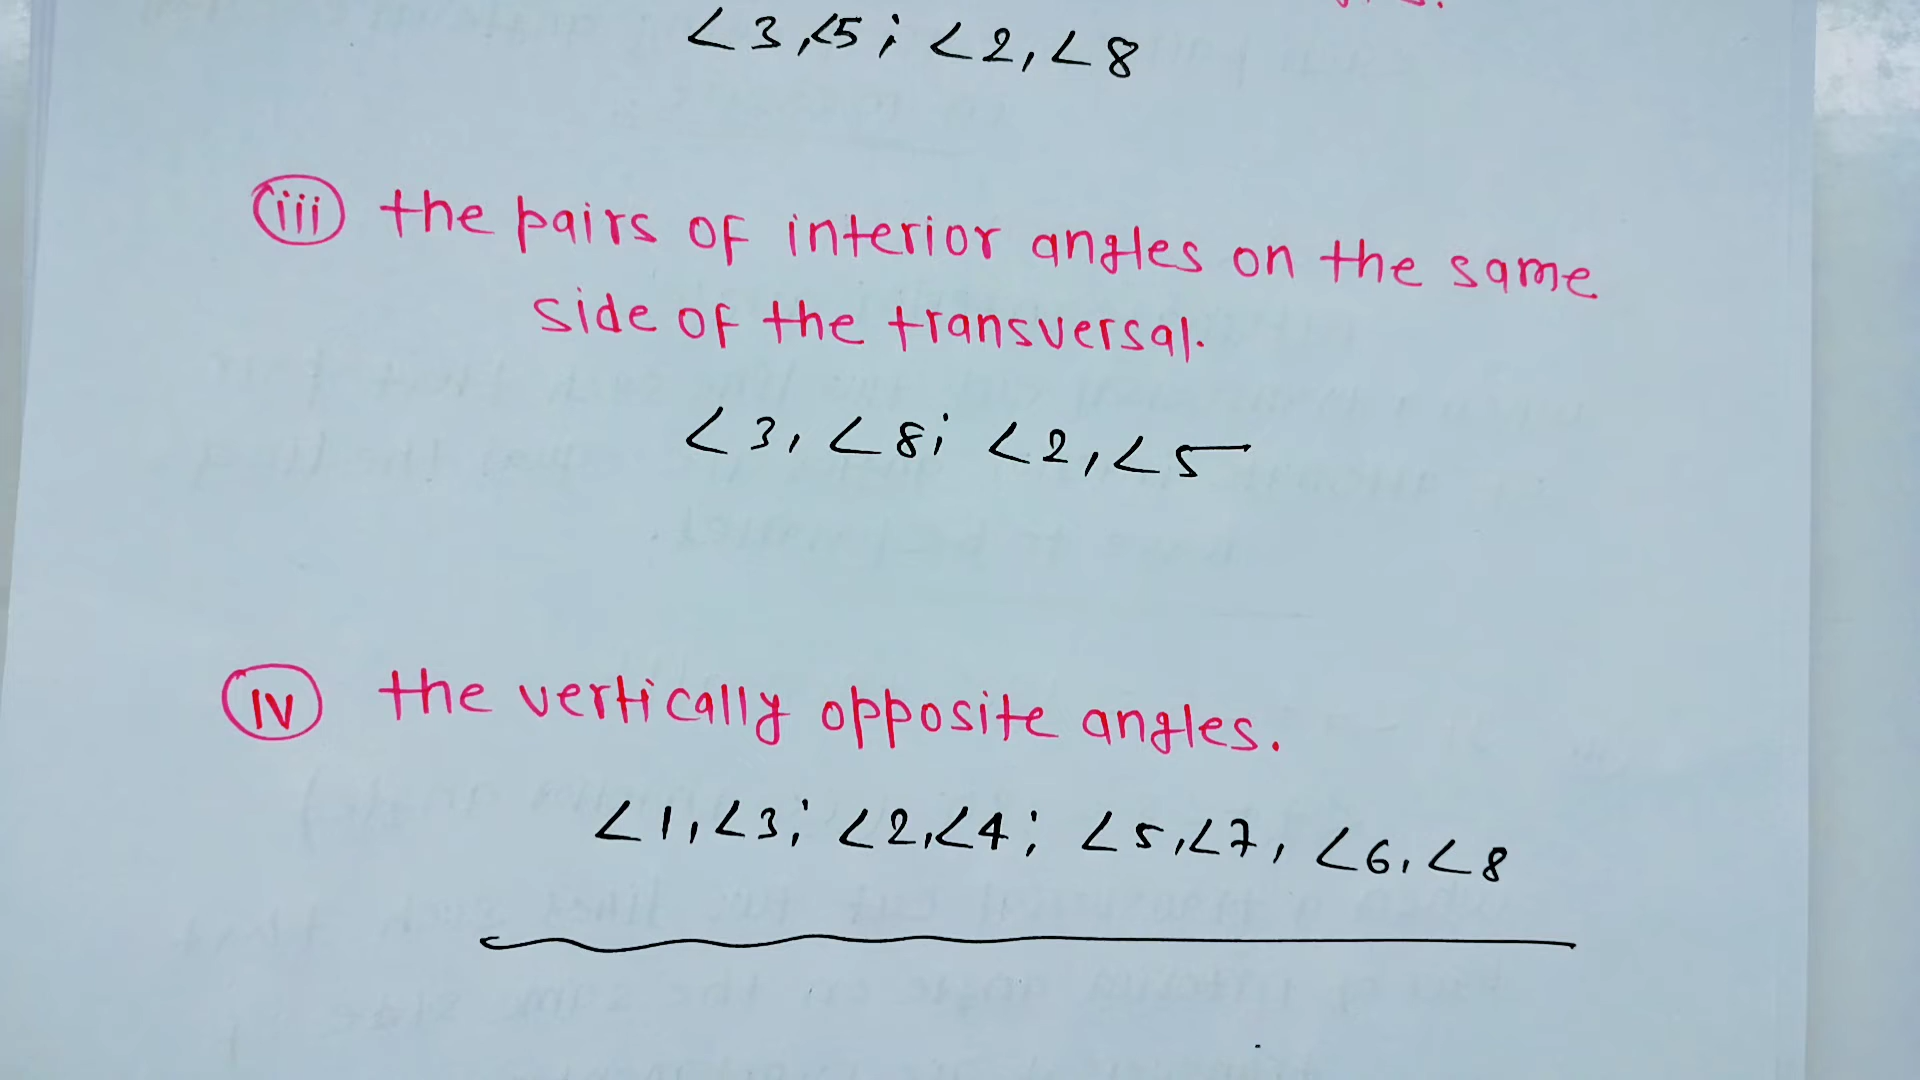 ∠3,∠5; ∠2,∠8
(iii) the pairs of interior angles on the same
side of the transversal.
∠3, ∠8; ∠2, ∠5
(iv) the vertically opposite angles.
∠1,∠3; ∠2,∠4; ∠5,∠7, ∠6,∠8